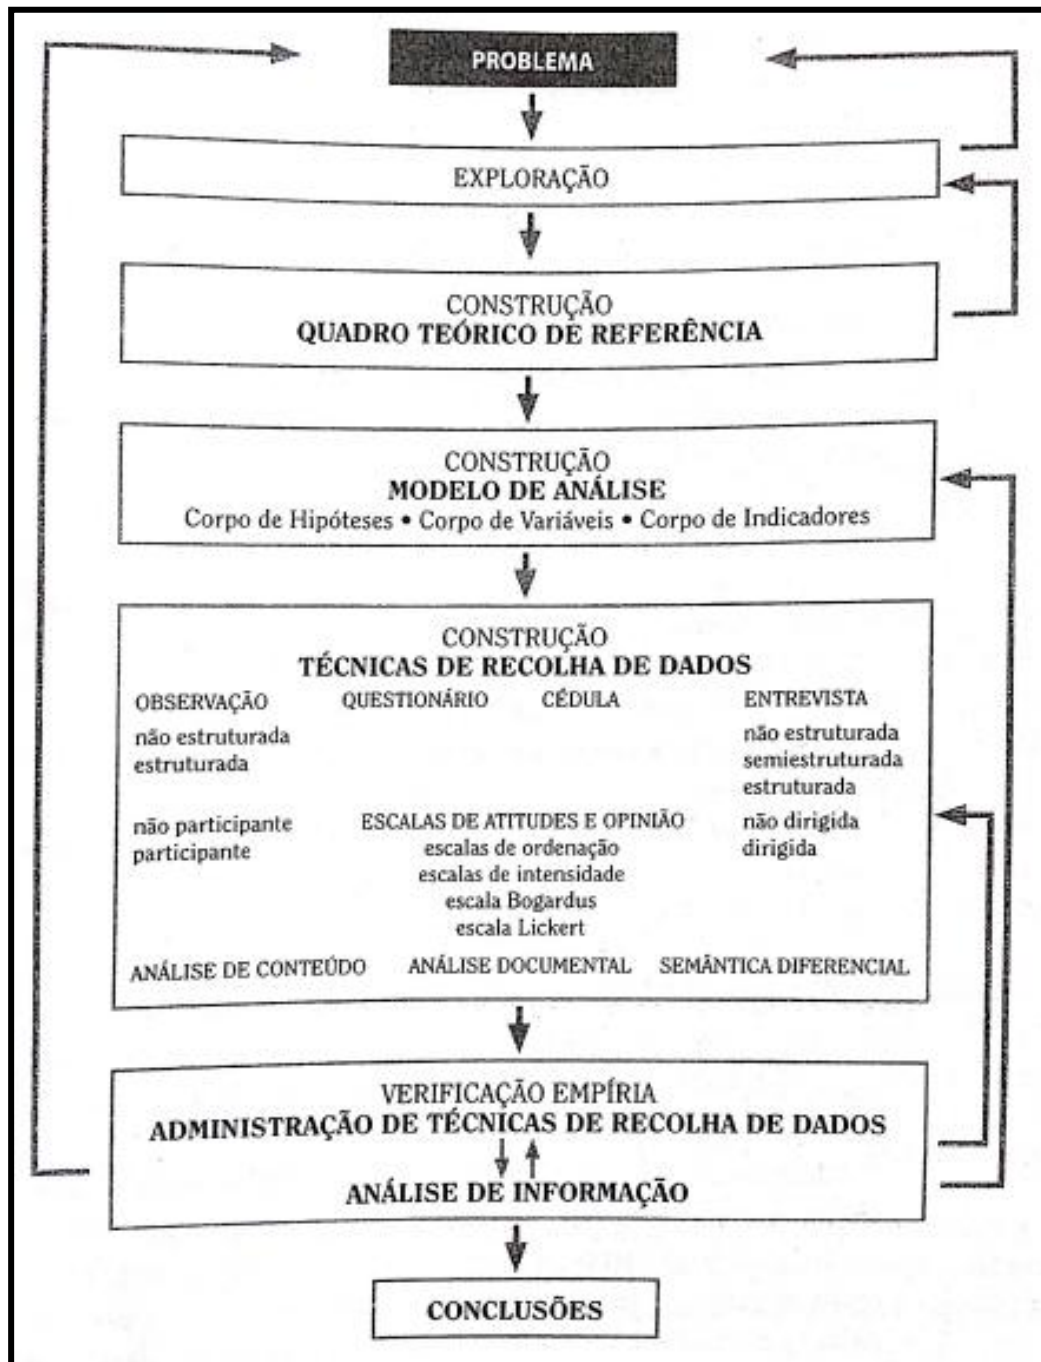 PROBLEMA
EXPLORAÇÃO
CONSTRUÇÃO
QUADRO TEÓRICO DE REFERÊNCIA
CONSTRUÇÃO
MODELO DE ANÁLISE
Corpo de Hipóteses • Corpo de Variáveis • Corpo de Indicadores
CONSTRUÇÃO
TÉCNICAS DE RECOLHA DE DADOS
OBSERVAÇÃO QUESTIONÁRIO CÉDULA ENTREVISTA
não estruturada não estruturada
estruturada semiestruturada
estruturada
não participante ESCALAS DE ATITUDES E OPINIÃO não dirigida
participante escalas de ordenação dirigida
escalas de intensidade
escala Bogardus
escala Lickert
ANÁLISE DE CONTEÚDO ANÁLISE DOCUMENTAL SEMÂNTICA DIFERENCIAL
VERIFICAÇÃO EMPÍRIA
ADMINISTRAÇÃO DE TÉCNICAS DE RECOLHA DE DADOS
ANÁLISE DE INFORMAÇÃO
CONCLUSÕES